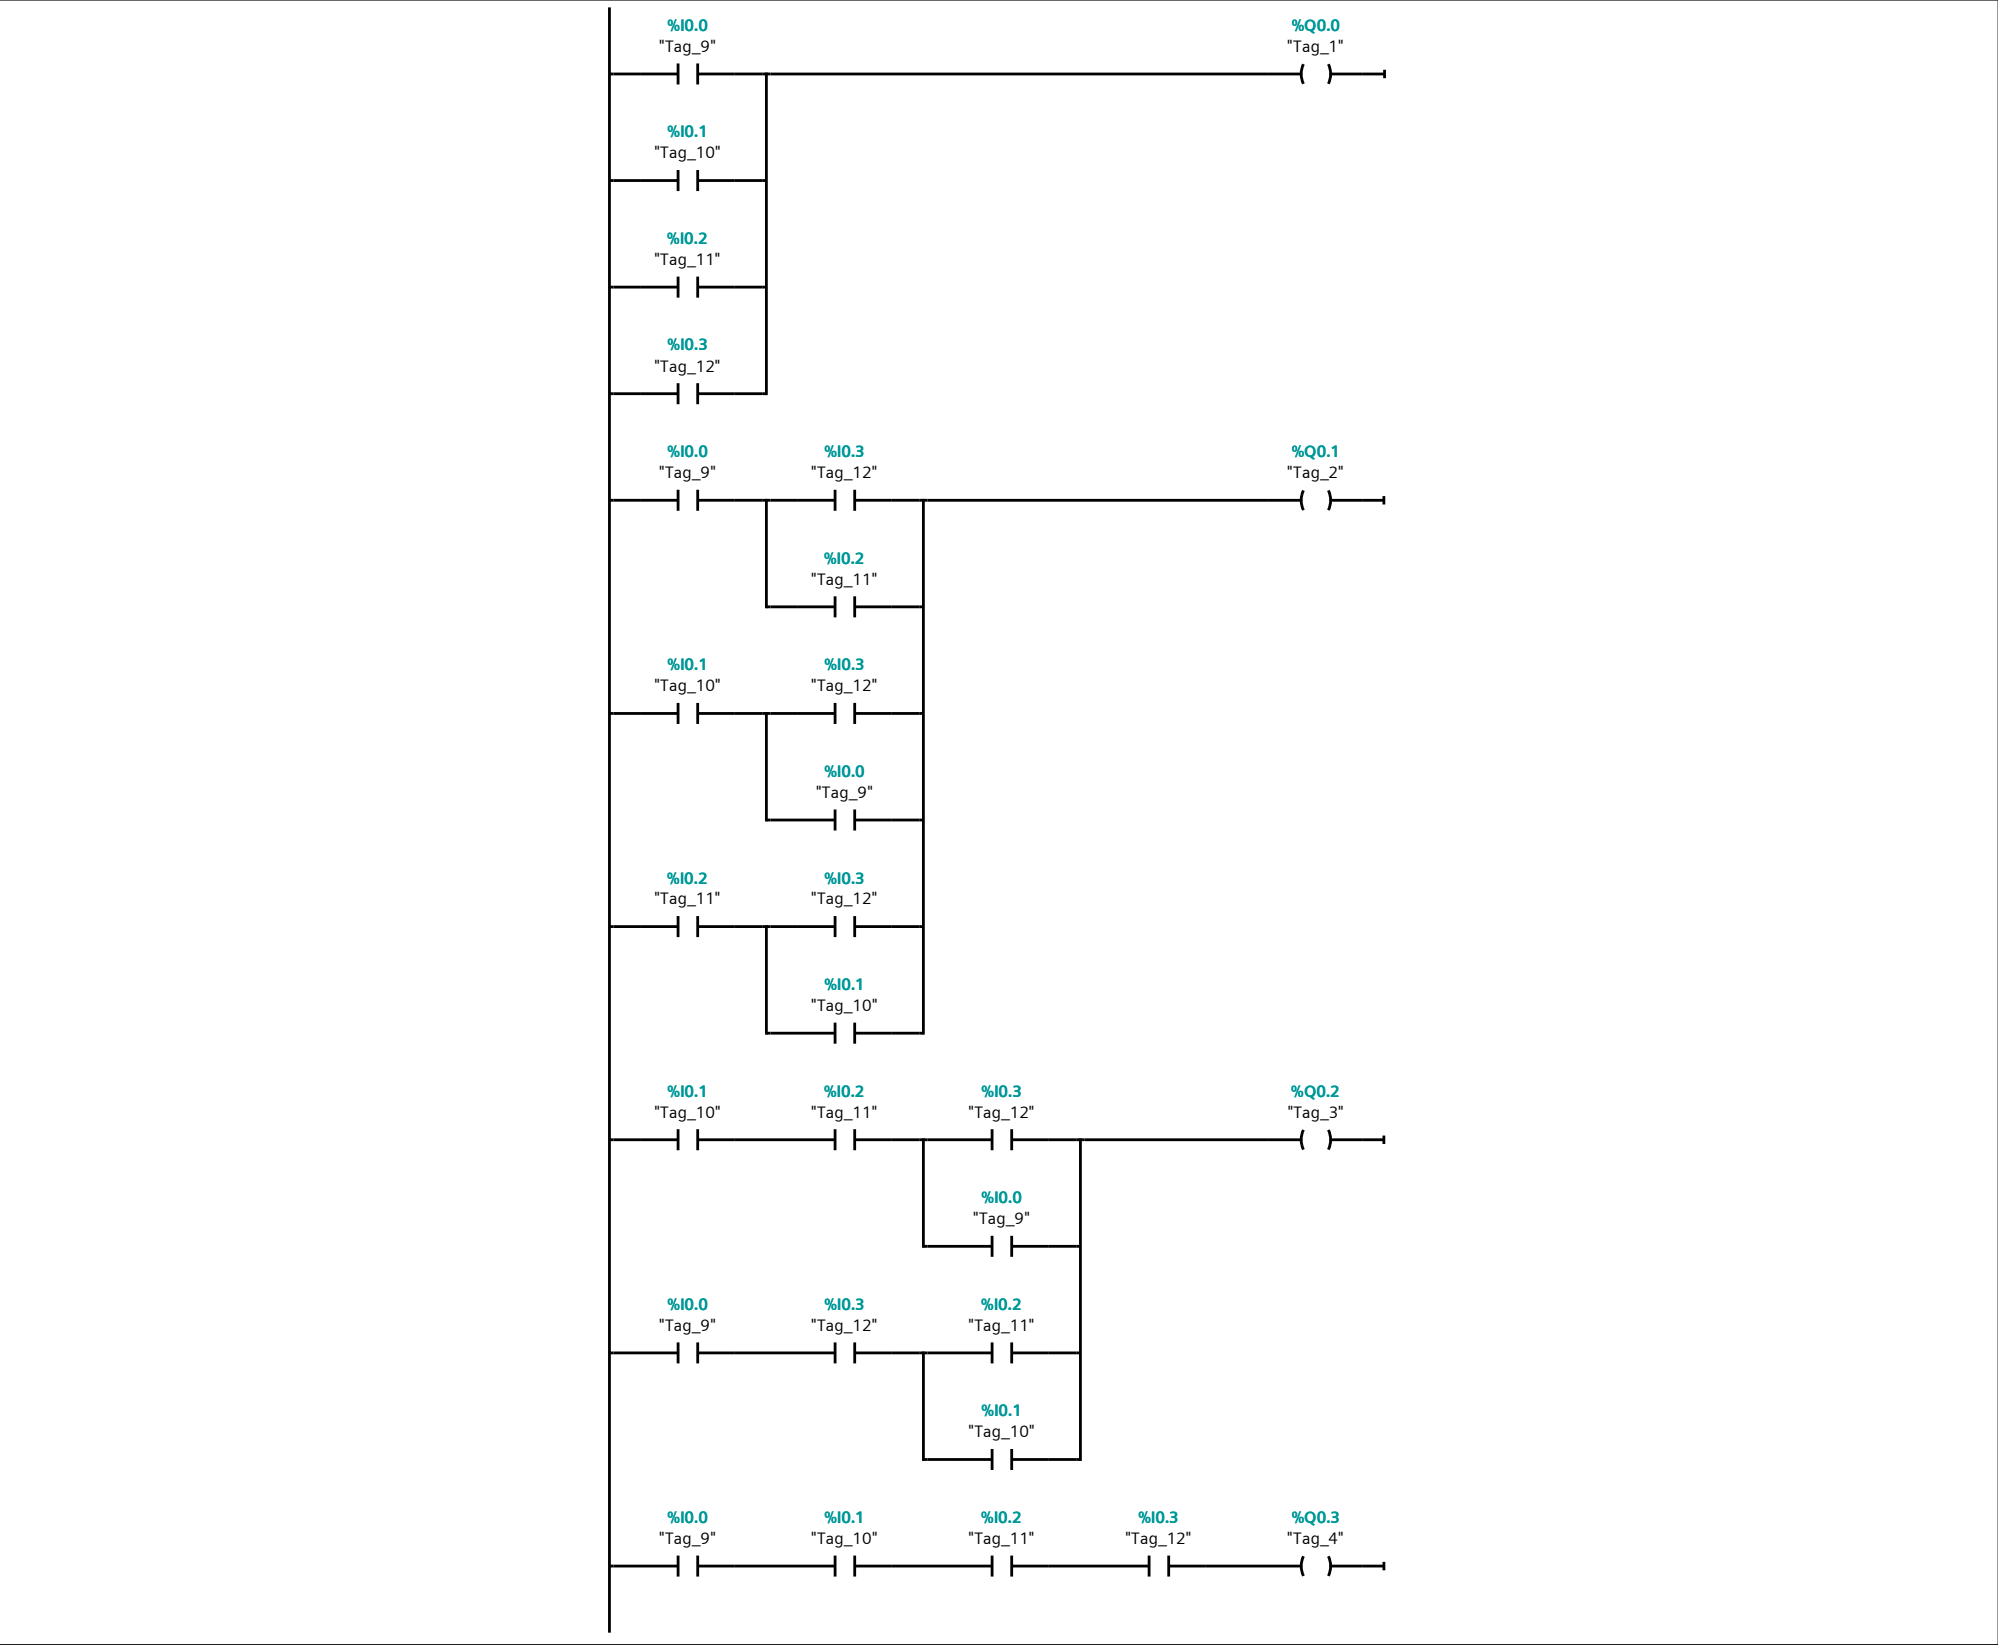 %I0.0 %Q0.0
"Tag_9" "Tag_1"
%I0.1
"Tag_10"
%I0.2
"Tag_11"
%I0.3
"Tag_12"
%I0.0 %I0.3 %Q0.1
"Tag_9" "Tag_12" "Tag_2"
%I0.2
"Tag_11"
%I0.1 %I0.3
"Tag_10" "Tag_12"
%I0.0
"Tag_9"
%I0.2 %I0.3
"Tag_11" "Tag_12"
%I0.1
"Tag_10"
%I0.1 %I0.2 %I0.3 %Q0.2
"Tag_10" "Tag_11" "Tag_12" "Tag_3"
%I0.0
"Tag_9"
%I0.0 %I0.3 %I0.2
"Tag_9" "Tag_12" "Tag_11"
%I0.1
"Tag_10"
%I0.0 %I0.1 %I0.2 %I0.3 %Q0.3
"Tag_9" "Tag_10" "Tag_11" "Tag_12" "Tag_4"